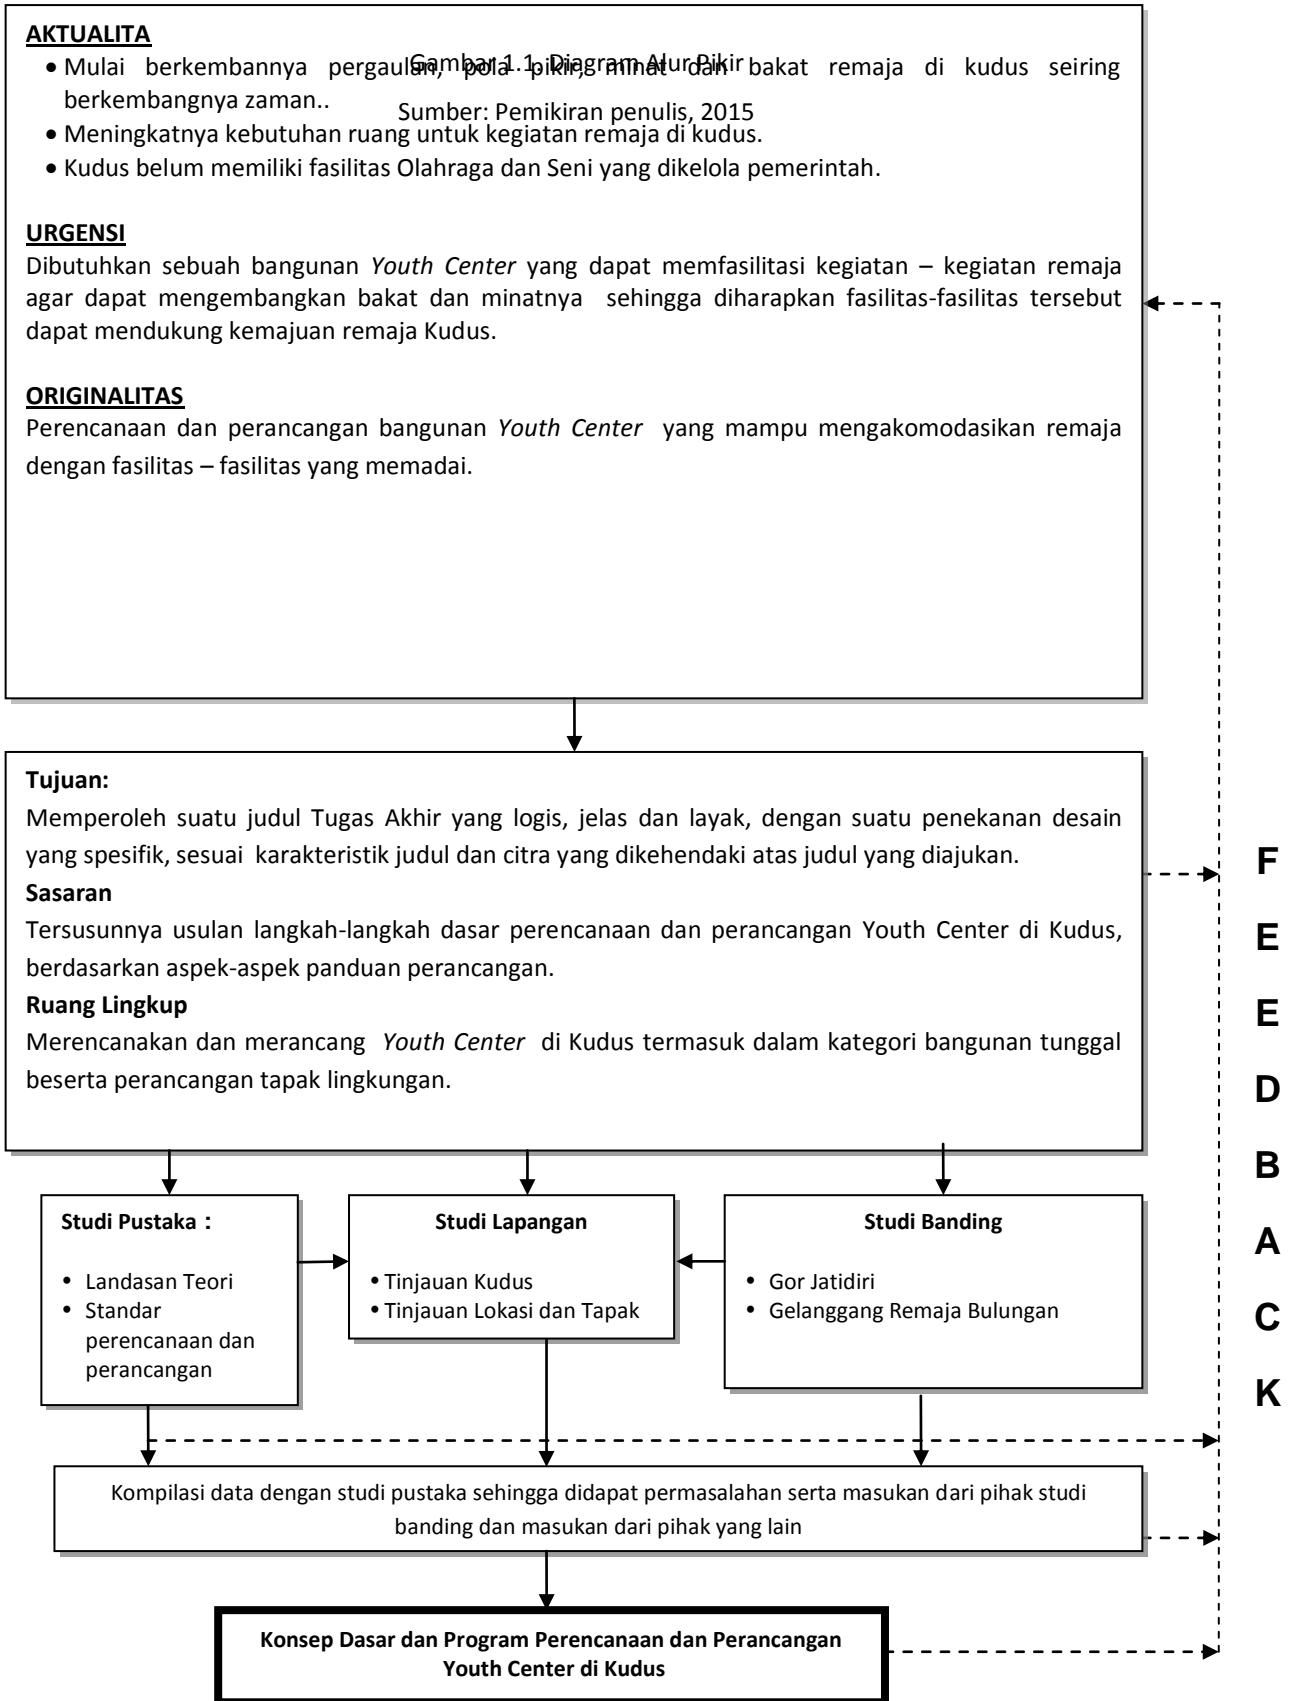 AKTUALITA
• Mulai berkembannya pergaulan, pola pikir, minat dan bakat remaja di kudus seiring
Gambar 1.1. Diagram Alur Pikir
berkembangnya zaman..
Sumber: Pemikiran penulis, 2015
• Meningkatnya kebutuhan ruang untuk kegiatan remaja di kudus.
• Kudus belum memiliki fasilitas Olahraga dan Seni yang dikelola pemerintah.
URGENSI
Dibutuhkan sebuah bangunan Youth Center yang dapat memfasilitasi kegiatan – kegiatan remaja
agar dapat mengembangkan bakat dan minatnya sehingga diharapkan fasilitas-fasilitas tersebut
dapat mendukung kemajuan remaja Kudus.
ORIGINALITAS
Perencanaan dan perancangan bangunan Youth Center yang mampu mengakomodasikan remaja
dengan fasilitas – fasilitas yang memadai.
Tujuan:
Memperoleh suatu judul Tugas Akhir yang logis, jelas dan layak, dengan suatu penekanan desain
yang spesifik, sesuai karakteristik judul dan citra yang dikehendaki atas judul yang diajukan.
Sasaran
Tersusunnya usulan langkah-langkah dasar perencanaan dan perancangan Youth Center di Kudus,
berdasarkan aspek-aspek panduan perancangan.
Ruang Lingkup
Merencanakan dan merancang Youth Center di Kudus termasuk dalam kategori bangunan tunggal
beserta perancangan tapak lingkungan.
Studi Pustaka :
• Landasan Teori
• Standar
perencanaan dan
perancangan
Studi Lapangan
• Tinjauan Kudus
• Tinjauan Lokasi dan Tapak
Studi Banding
• Gor Jatidiri
• Gelanggang Remaja Bulungan
Kompilasi data dengan studi pustaka sehingga didapat permasalahan serta masukan dari pihak studi
banding dan masukan dari pihak yang lain
Konsep Dasar dan Program Perencanaan dan Perancangan
Youth Center di Kudus
F
E
E
D
B
A
C
K